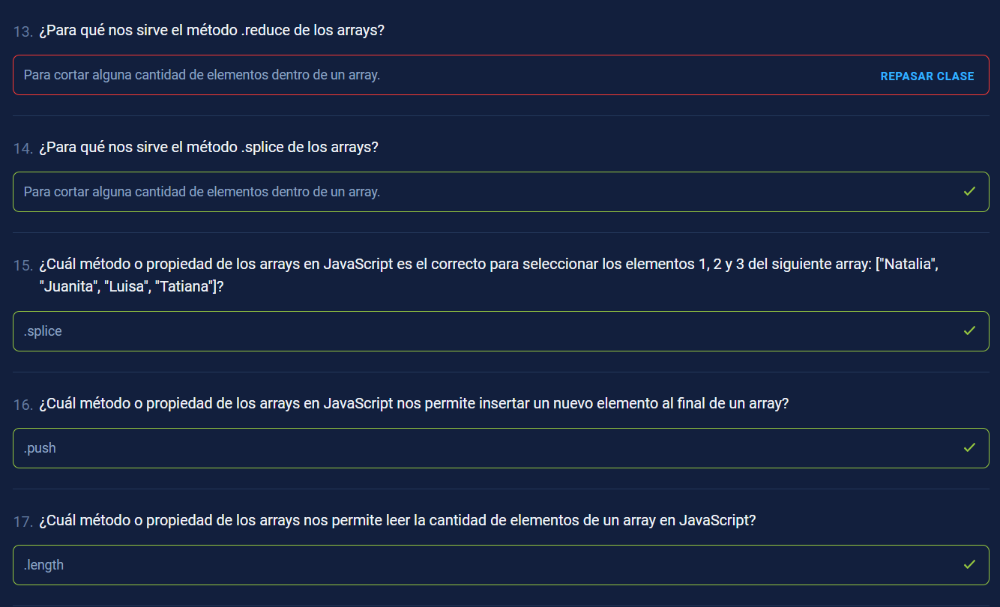 13. ¿Para qué nos sirve el método .reduce de los arrays?
Para cortar alguna cantidad de elementos dentro de un array. REPASAR CLASE
14. ¿Para qué nos sirve el método .splice de los arrays?
Para cortar alguna cantidad de elementos dentro de un array.
15. ¿Cuál método o propiedad de los arrays en JavaScript es el correcto para seleccionar los elementos 1, 2 y 3 del siguiente array: ["Natalia",
"Juanita", "Luisa", "Tatiana"]?
.splice
16. ¿Cuál método o propiedad de los arrays en JavaScript nos permite insertar un nuevo elemento al final de un array?
.push
17. ¿Cuál método o propiedad de los arrays nos permite leer la cantidad de elementos de un array en JavaScript?
.length